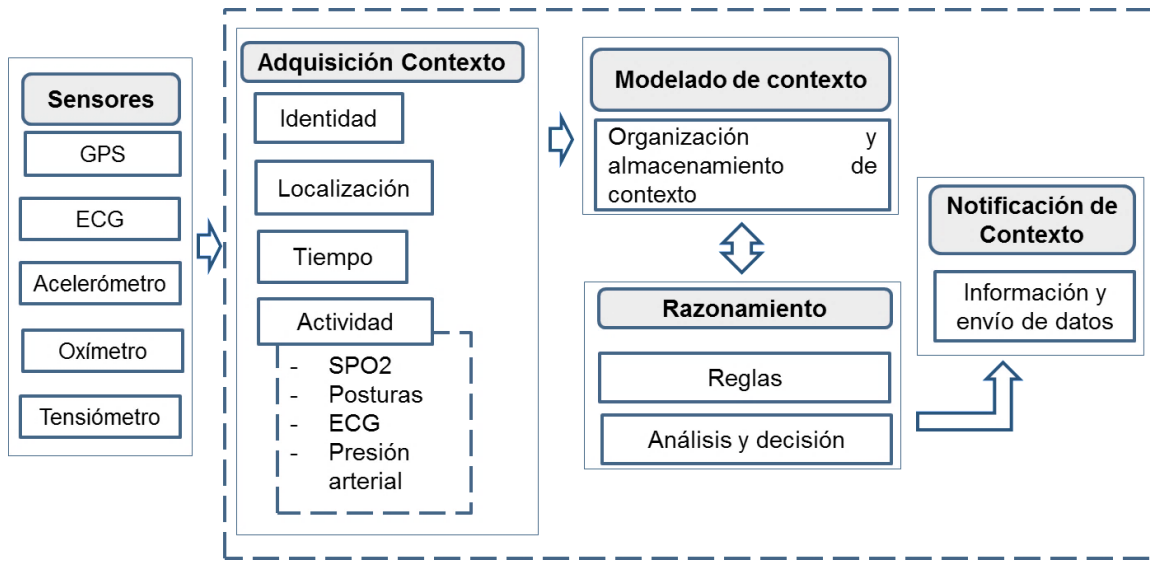 Sensores
GPS
ECG
Acelerómetro
Oxímetro
Tensiómetro
Adquisición Contexto
Identidad
Localización
Tiempo
Actividad
- SPO2
- Posturas
- ECG
- Presión
arterial
Modelado de contexto
Organización y
almacenamiento de
contexto
Razonamiento
Reglas
Análisis y decisión
Notificación de
Contexto
Información y
envío de datos